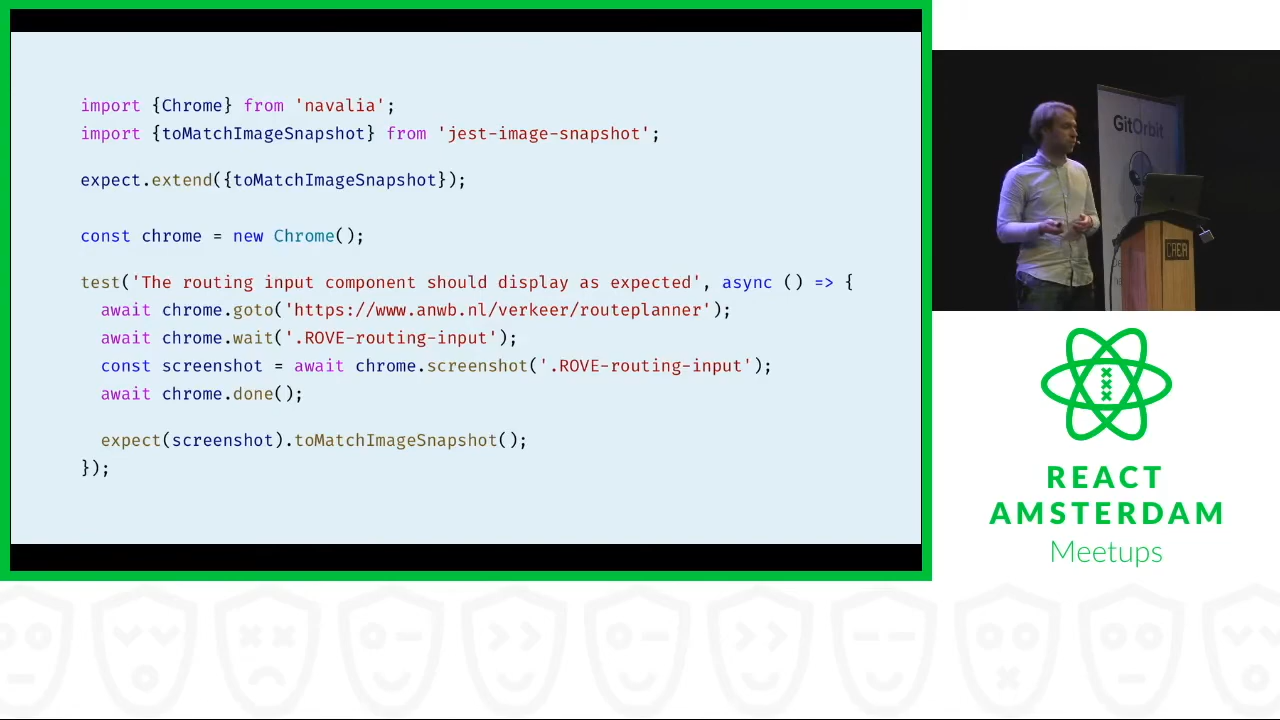 import {Chrome} from 'navalia';
import {toMatchImageSnapshot} from 'jest-image-snapshot';
expect.extend({toMatchImageSnapshot});
const chrome = new Chrome();
test('The routing input component should display as expected', async () => {
  await chrome.goto('https://www.anwb.nl/verkeer/routeplanner');
  await chrome.wait('.ROVE-routing-input');
  const screenshot = await chrome.screenshot('.ROVE-routing-input');
  await chrome.done();
  expect(screenshot).toMatchImageSnapshot();
});
GitOrbit
REACT
AMSTERDAM
Meetups